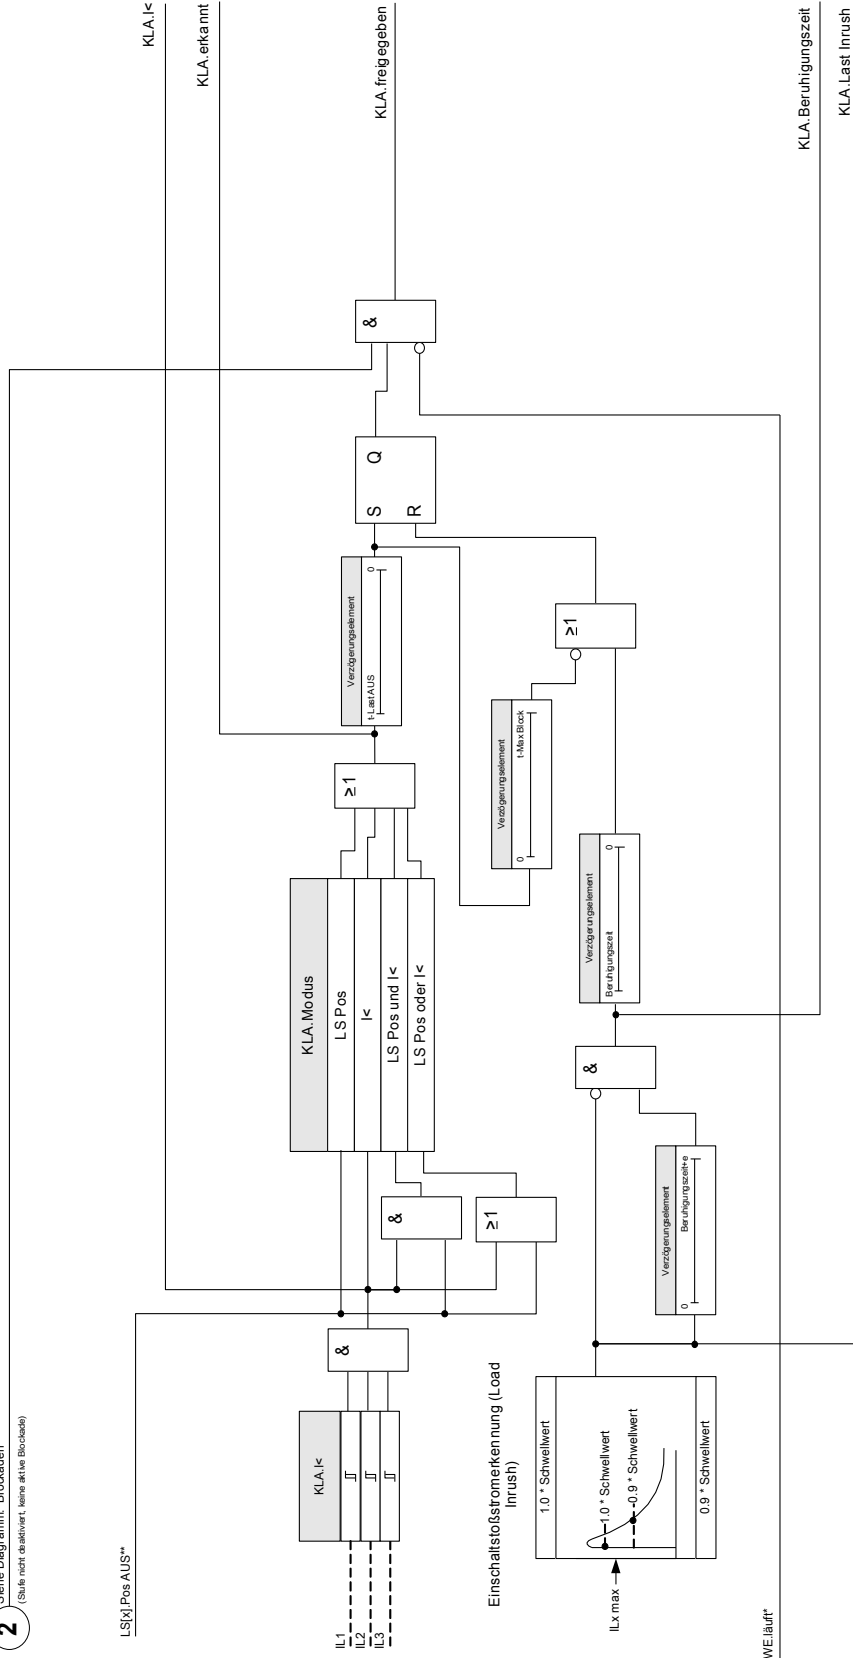 2
Siehe Diagramm: Blockaden
(Stufe nicht deaktiviert, keine aktive Blockade)
LS[x].Pos AUS**
IL1
IL2
IL3
KLA.I<
&
&
≥1
KLA.Modus
LS Pos
I<
LS Pos und I<
LS Pos oder I<
≥1
Verzögerungselement
t-LastAUS
0
S
R
Q
&
KLA.I<
KLA.erkannt
KLA.freigegeben
Verzögerungselement
0
t-Max Block
≥1
Einschaltstoßstromerkennung (Load
Inrush)
ILx max
1.0 * Schwellwert
1.0 * Schwellwert
0.9 * Schwellwert
0.9 * Schwellwert
Verzögerungselement
0
Beruhigungszeit+e
&
Verzögerungselement
Beruhigungszeit
0
WE.läuft*
KLA.Beruhigungszeit
KLA.Last Inrush